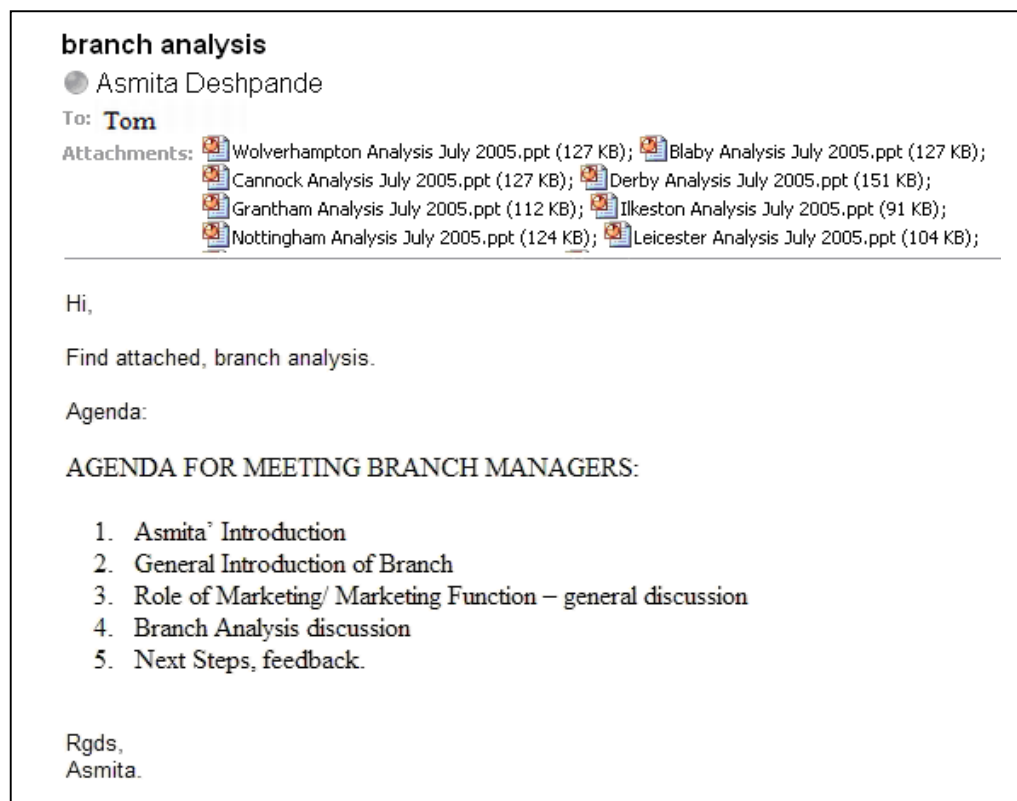 branch analysis
Asmita Deshpande
To: Tom
Attachments: Wolverhampton Analysis July 2005.ppt (127 KB); Blaby Analysis July 2005.ppt (127 KB);
Cannock Analysis July 2005.ppt (127 KB); Derby Analysis July 2005.ppt (151 KB);
Grantham Analysis July 2005.ppt (112 KB); Ilkeston Analysis July 2005.ppt (91 KB);
Nottingham Analysis July 2005.ppt (124 KB); Leicester Analysis July 2005.ppt (104 KB);
Hi,
Find attached, branch analysis.
Agenda:
AGENDA FOR MEETING BRANCH MANAGERS:
1. Asmita’ Introduction
2. General Introduction of Branch
3. Role of Marketing/ Marketing Function – general discussion
4. Branch Analysis discussion
5. Next Steps, feedback.
Rgds,
Asmita.